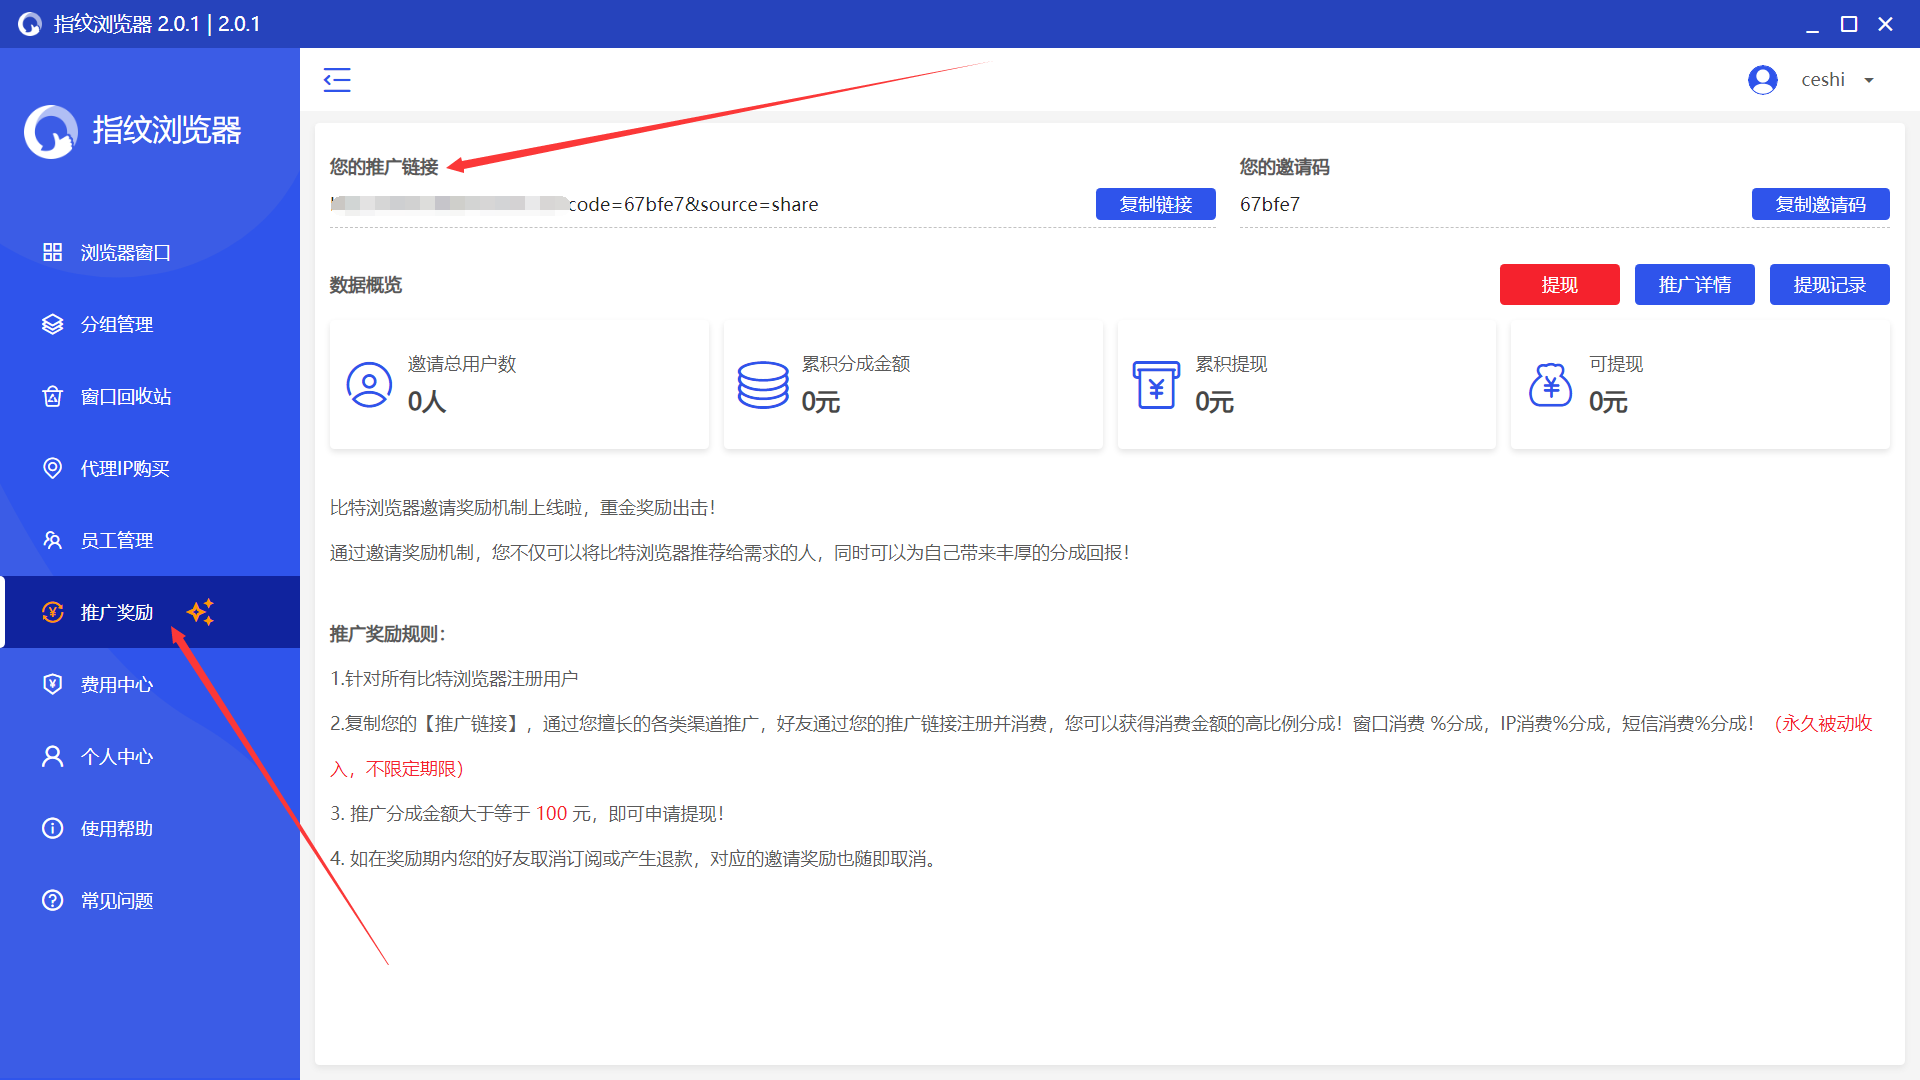 指纹浏览器 2.0.1 | 2.0.1
指纹浏览器
浏览器窗口
分组管理
窗口回收站
代理IP购买
员工管理
推广奖励
费用中心
个人中心
使用帮助
常见问题
ceshi
您的推广链接
code=67bfe7&source=share
复制链接
您的邀请码
67bfe7
复制邀请码
数据概览
提现
推广详情
提现记录
邀请总用户数
0人
累积分成金额
0元
累积提现
0元
可提现
0元
比特浏览器邀请奖励机制上线啦，重金奖励出击！
通过邀请奖励机制，您不仅可以将比特浏览器推荐给需求的人，同时可以为自己带来丰厚的分成回报！
推广奖励规则：
1.针对所有比特浏览器注册用户
2.复制您的【推广链接】，通过您擅长的各类渠道推广，好友通过您的推广链接注册并消费，您可以获得消费金额的高比例分成！窗口消费 %分成，IP消费%分成，短信消费%分成！（永久被动收
入，不限定期限）
3. 推广分成金额大于等于 100 元，即可申请提现！
4. 如在奖励期内您的好友取消订阅或产生退款，对应的邀请奖励也随即取消。